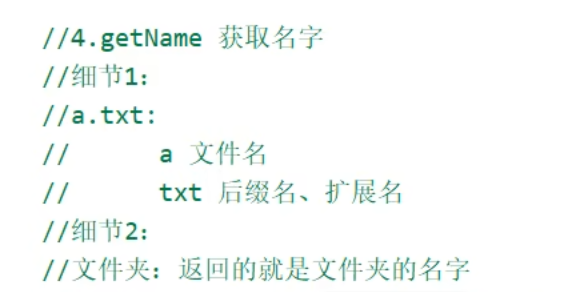 //4.getName 获取名字
//细节1：
//a.txt:
//      a 文件名
//      txt 后缀名、扩展名
//细节2：
//文件夹：返回的就是文件夹的名字